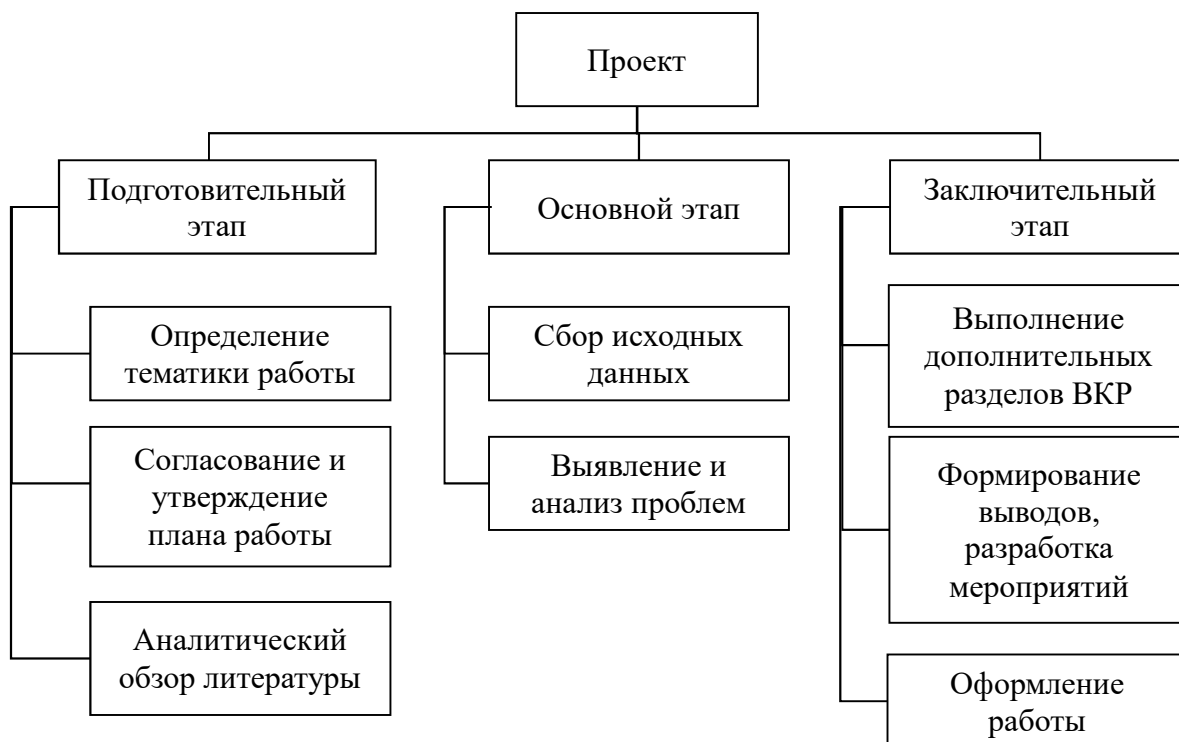 Проект
Подготовительный
этап
Определение
тематики работы
Согласование и
утверждение
плана работы
Аналитический
обзор литературы
Основной этап
Сбор исходных
данных
Выявление и
анализ проблем
Заключительный
этап
Выполнение
дополнительных
разделов ВКР
Формирование
выводов,
разработка
мероприятий
Оформление
работы